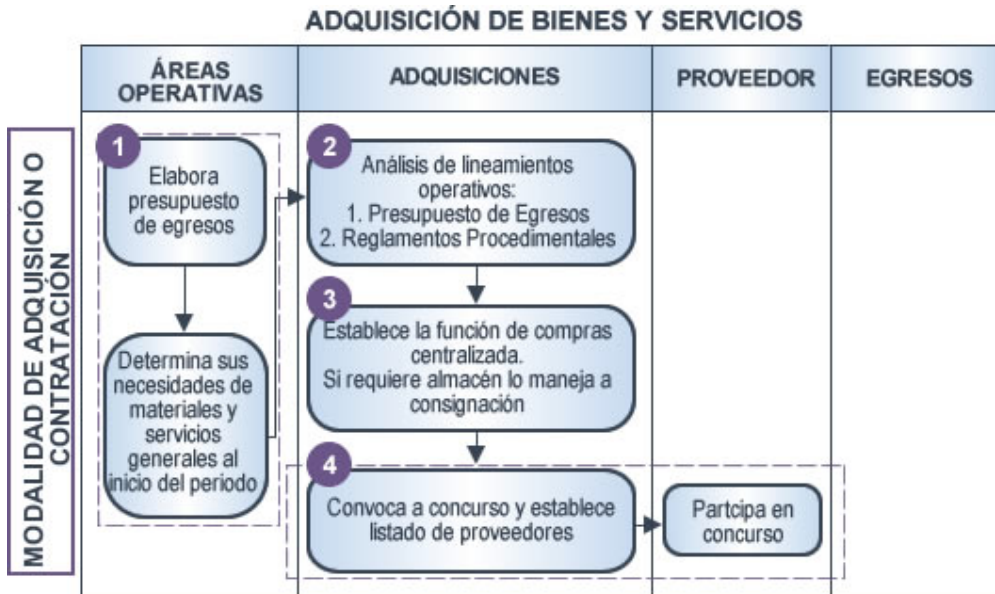 ADQUISICIÓN DE BIENES Y SERVICIOS
ÁREAS
OPERATIVAS
ADQUISICIONES
PROVEEDOR
EGRESOS
MODALIDAD DE ADQUISICIÓN O
CONTRATACIÓN
1
Elabora
presupuesto
de egresos
Determina sus
necesidades de
materiales y
servicios
generales al
inicio del periodo
2
Análisis de lineamientos
operativos:
1. Presupuesto de Egresos
2. Reglamentos Procedimentales
3
Establece la función de compras
centralizada.
Si requiere almacén lo maneja a
consignación
4
Convoca a concurso y establece
listado de proveedores
Partcipa en
concurso